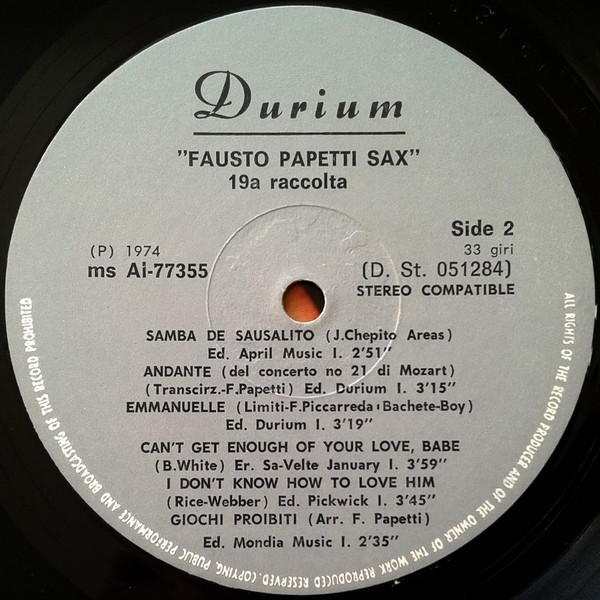 Durium
"FAUSTO PAPETTI SAX"
19a raccolta
Side 2
(P) 1974
33 giri
ms Ai-77355
(D. St. 051284)
STEREO COMPATIBLE
SAMBA DE SAUSALITO (J.Chepito Areas)
Ed. April Music I. 2'51"
ANDANTE (del concerto no 21 di Mozart)
(Transcirz.-F.Papetti) Ed. Durium I. 3'15"
EMMANUELLE (Limiti-F.Piccarreda-Bachete-Boy)
Ed. Durium I. 3'19"
CAN'T GET ENOUGH OF YOUR LOVE, BABE
(B.White) Er. Sa-Velte January I. 3'59"
I DON'T KNOW HOW TO LOVE HIM
(Rice-Webber) Ed. Pickwick I. 3'45"
GIOCHI PROIBITI (Arr. F. Papetti)
Ed. Mondia Music I. 2'35"
ALL RIGHTS OF THE RECORD PRODUCER AND OF THE OWNER OF THE WORK REPRODUCED RESERVED. COPYING, PUBLIC PERFORMANCE AND BROADCASTING OF THIS RECORD PROHIBITED